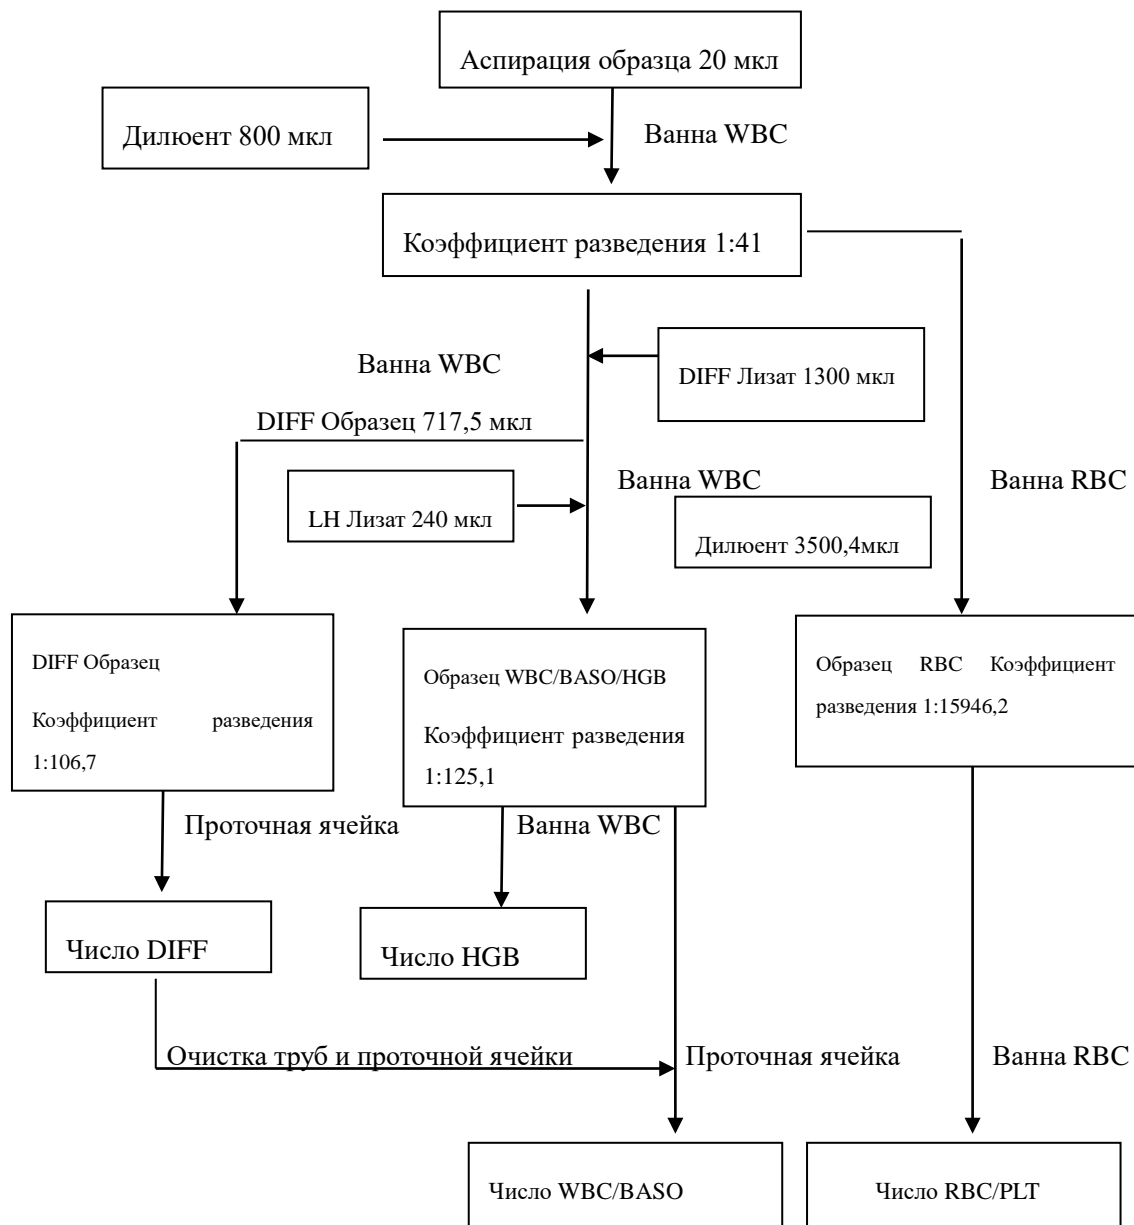 Аспирация образца 20 мкл
Дилюент 800 мкл
Ванна WBC
Коэффициент разведения 1:41
Ванна WBC
DIFF Лизат 1300 мкл
DIFF Образец 717,5 мкл
Ванна WBC
Ванна RBC
LH Лизат 240 мкл
Дилюент 3500,4мкл
DIFF Образец
Коэффициент разведения
1:106,7
Образец WBC/BASO/HGB
Коэффициент разведения
1:125,1
Образец RBC Коэффициент
разведения 1:15946,2
Проточная ячейка
Ванна WBC
Число DIFF
Число HGB
Очистка труб и проточной ячейки
Проточная ячейка
Ванна RBC
Число WBC/BASO
Число RBC/PLT